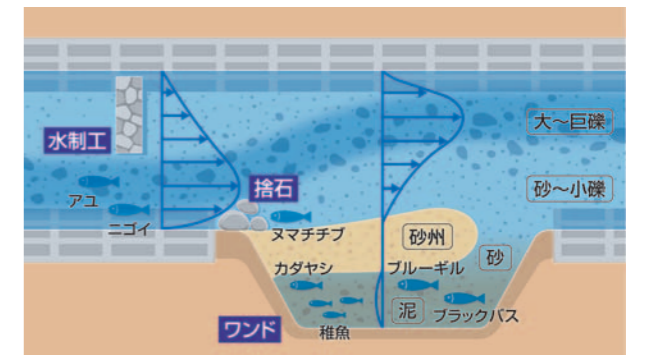 大〜巨礫
水制工
捨石
砂〜小礫
アユ
ニゴイ
ヌマチチブ
砂州
砂
カダヤシ
ブルーギル
泥
ブラックバス
ワンド
稚魚